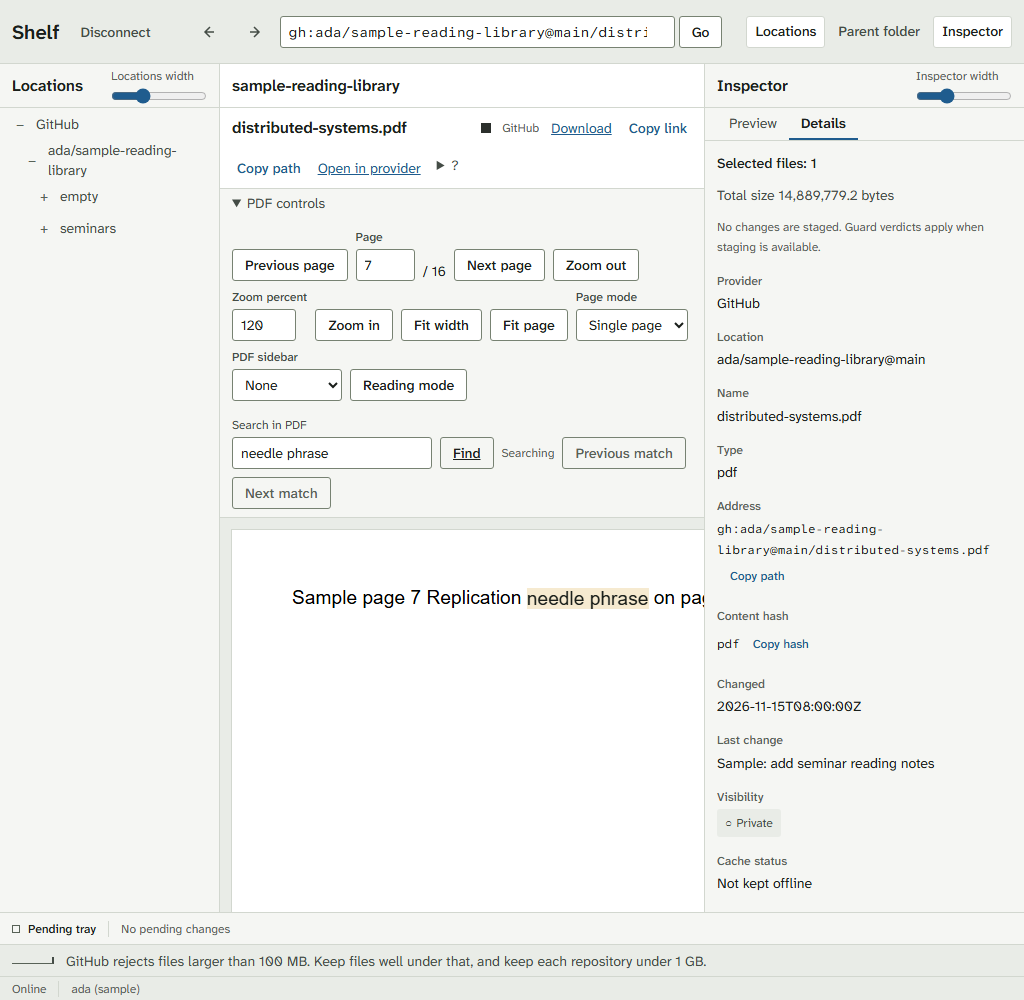 Shelf Disconnect ← → gh:ada/sample-reading-library@main/distri Go Locations Parent folder Inspector
Locations Locations width
− GitHub
− ada/sample-reading-
library
+ empty
+ seminars
sample-reading-library
distributed-systems.pdf GitHub Download Copy link
Copy path Open in provider ▶ ?
▼ PDF controls
Page
Previous page 7 / 16 Next page Zoom out
Zoom percent Page mode
120 Zoom in Fit width Fit page Single page
PDF sidebar
None Reading mode
Search in PDF
needle phrase Find Searching Previous match
Next match
Sample page 7 Replication needle phrase on
Inspector Inspector width
Preview Details
Selected files: 1
Total size 14,889,779.2 bytes
No changes are staged. Guard verdicts apply when
staging is available.
Provider
GitHub
Location
ada/sample-reading-library@main
Name
distributed-systems.pdf
Type
pdf
Address
gh:ada/sample-reading-
library@main/distributed-systems.pdf
Copy path
Content hash
pdf Copy hash
Changed
2026-11-15T08:00:00Z
Last change
Sample: add seminar reading notes
Visibility
○ Private
Cache status
Not kept offline
Pending tray No pending changes
GitHub rejects files larger than 100 MB. Keep files well under that, and keep each repository under 1 GB.
Online ada (sample)